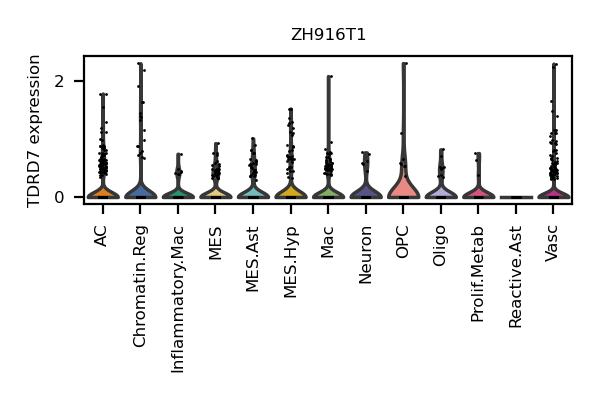 ZH916T1
TDRD7 expression
2
0
AC
Chromatin.Reg
Inflammatory.Mac
MES
MES.Ast
MES.Hyp
Mac
Neuron
OPC
Oligo
Prolif.Metab
Reactive.Ast
Vasc